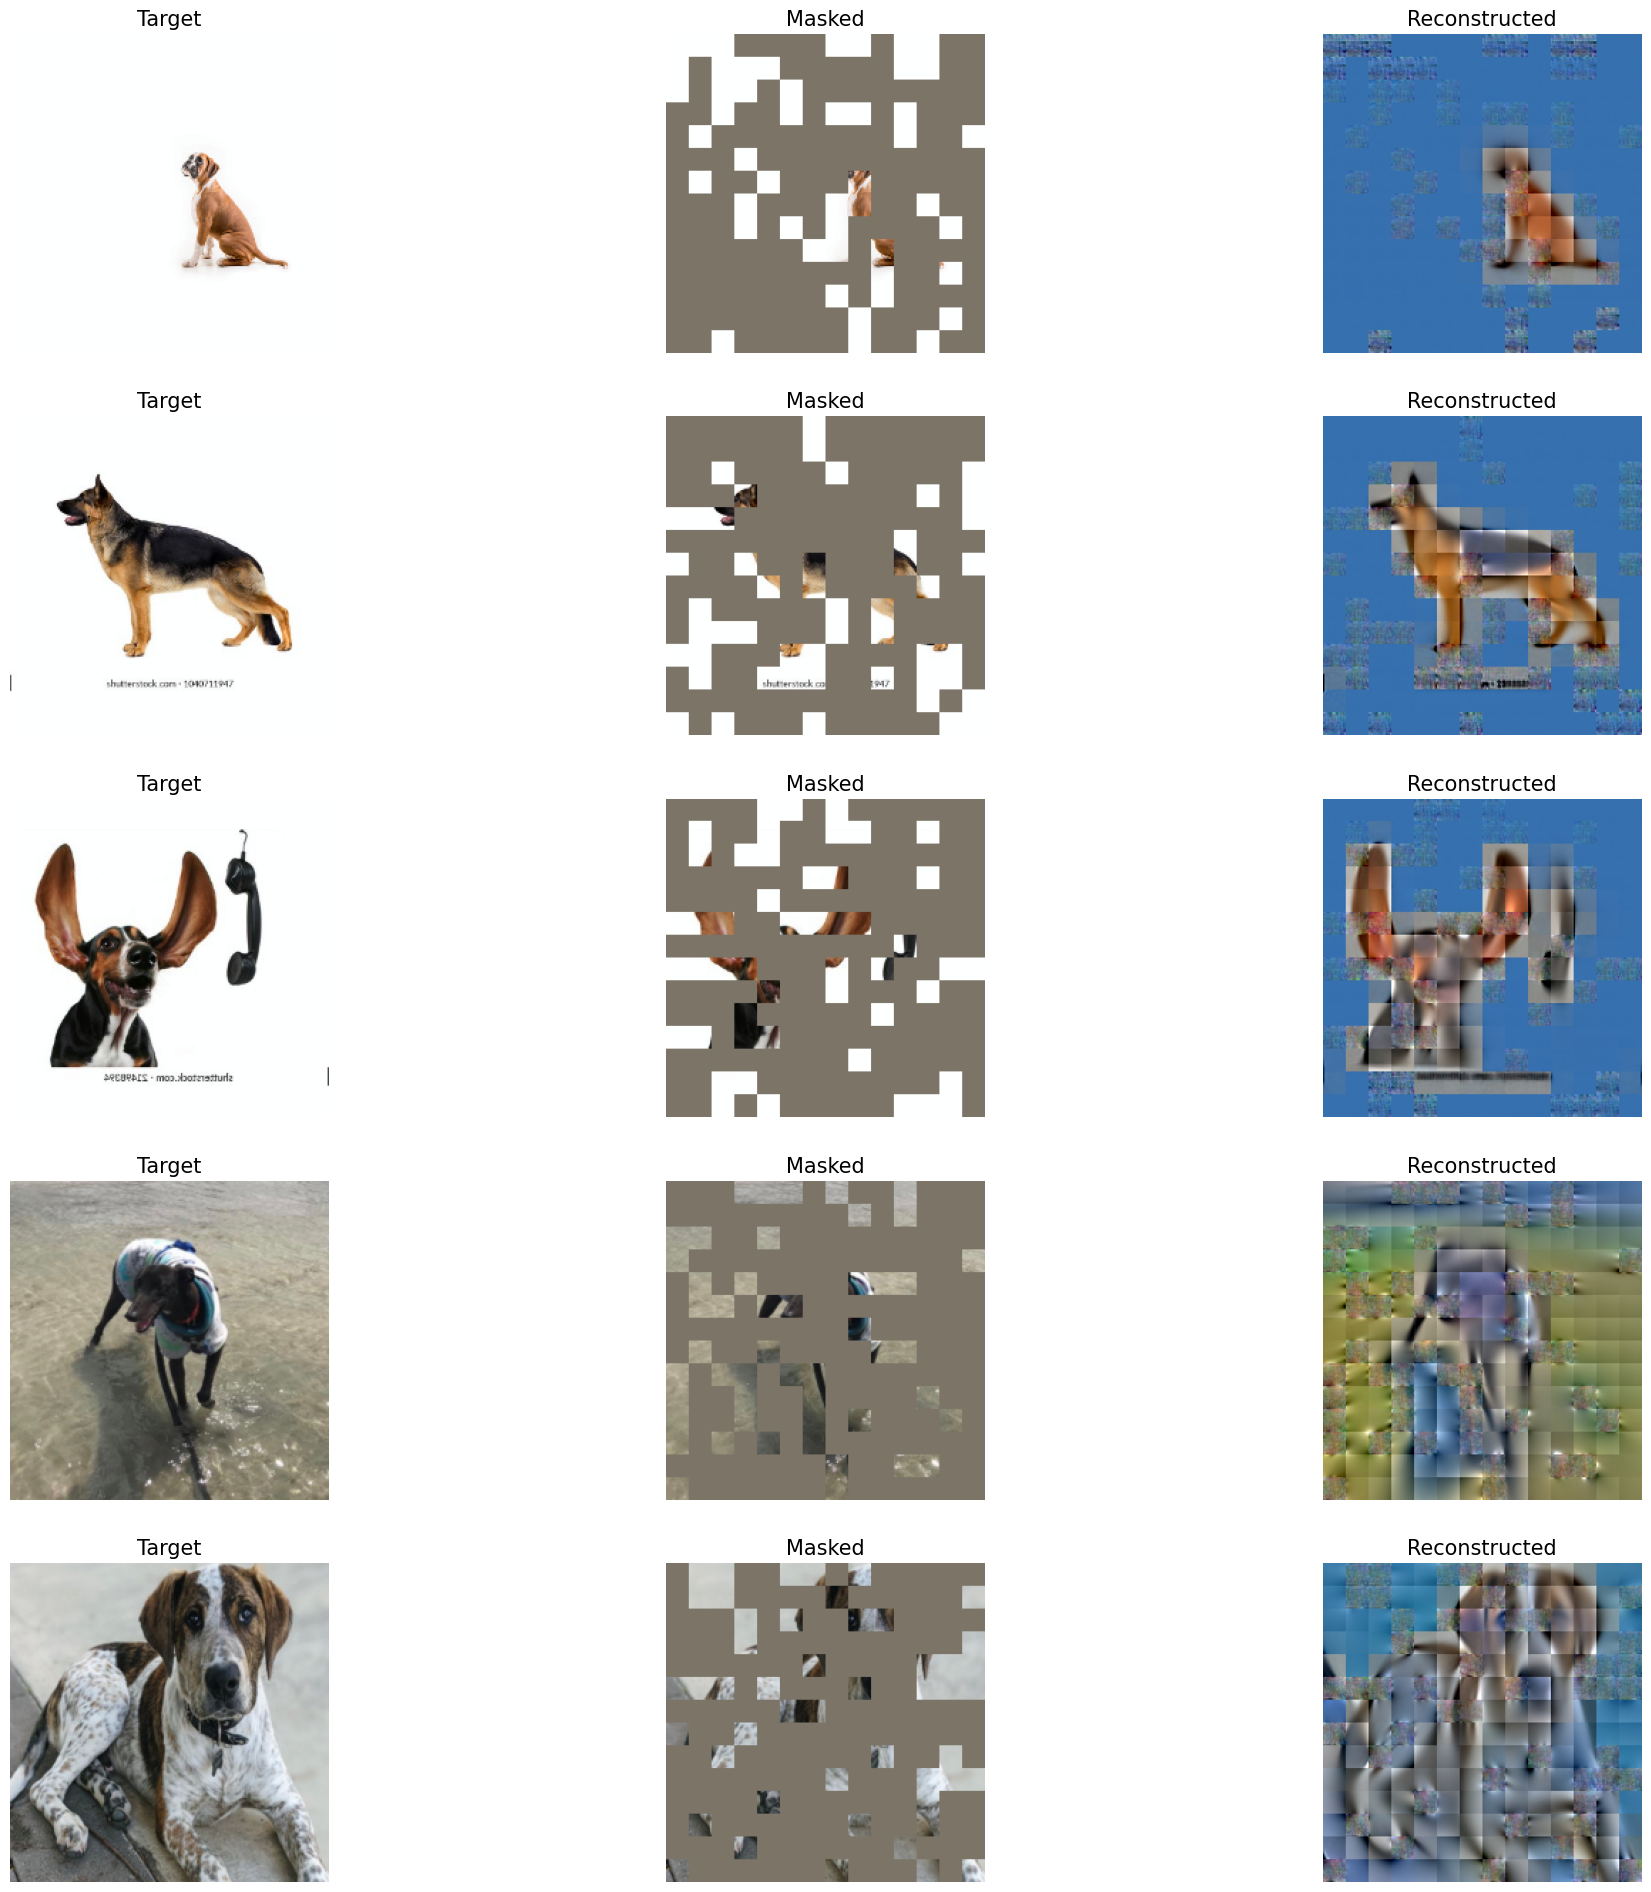 Target Masked Reconstructed
Target Masked Reconstructed
shutterstock.com · 1040711947 shutterstock co 1947
Target Masked Reconstructed
shutterstock.com · 21498394
Target Masked Reconstructed
Target Masked Reconstructed